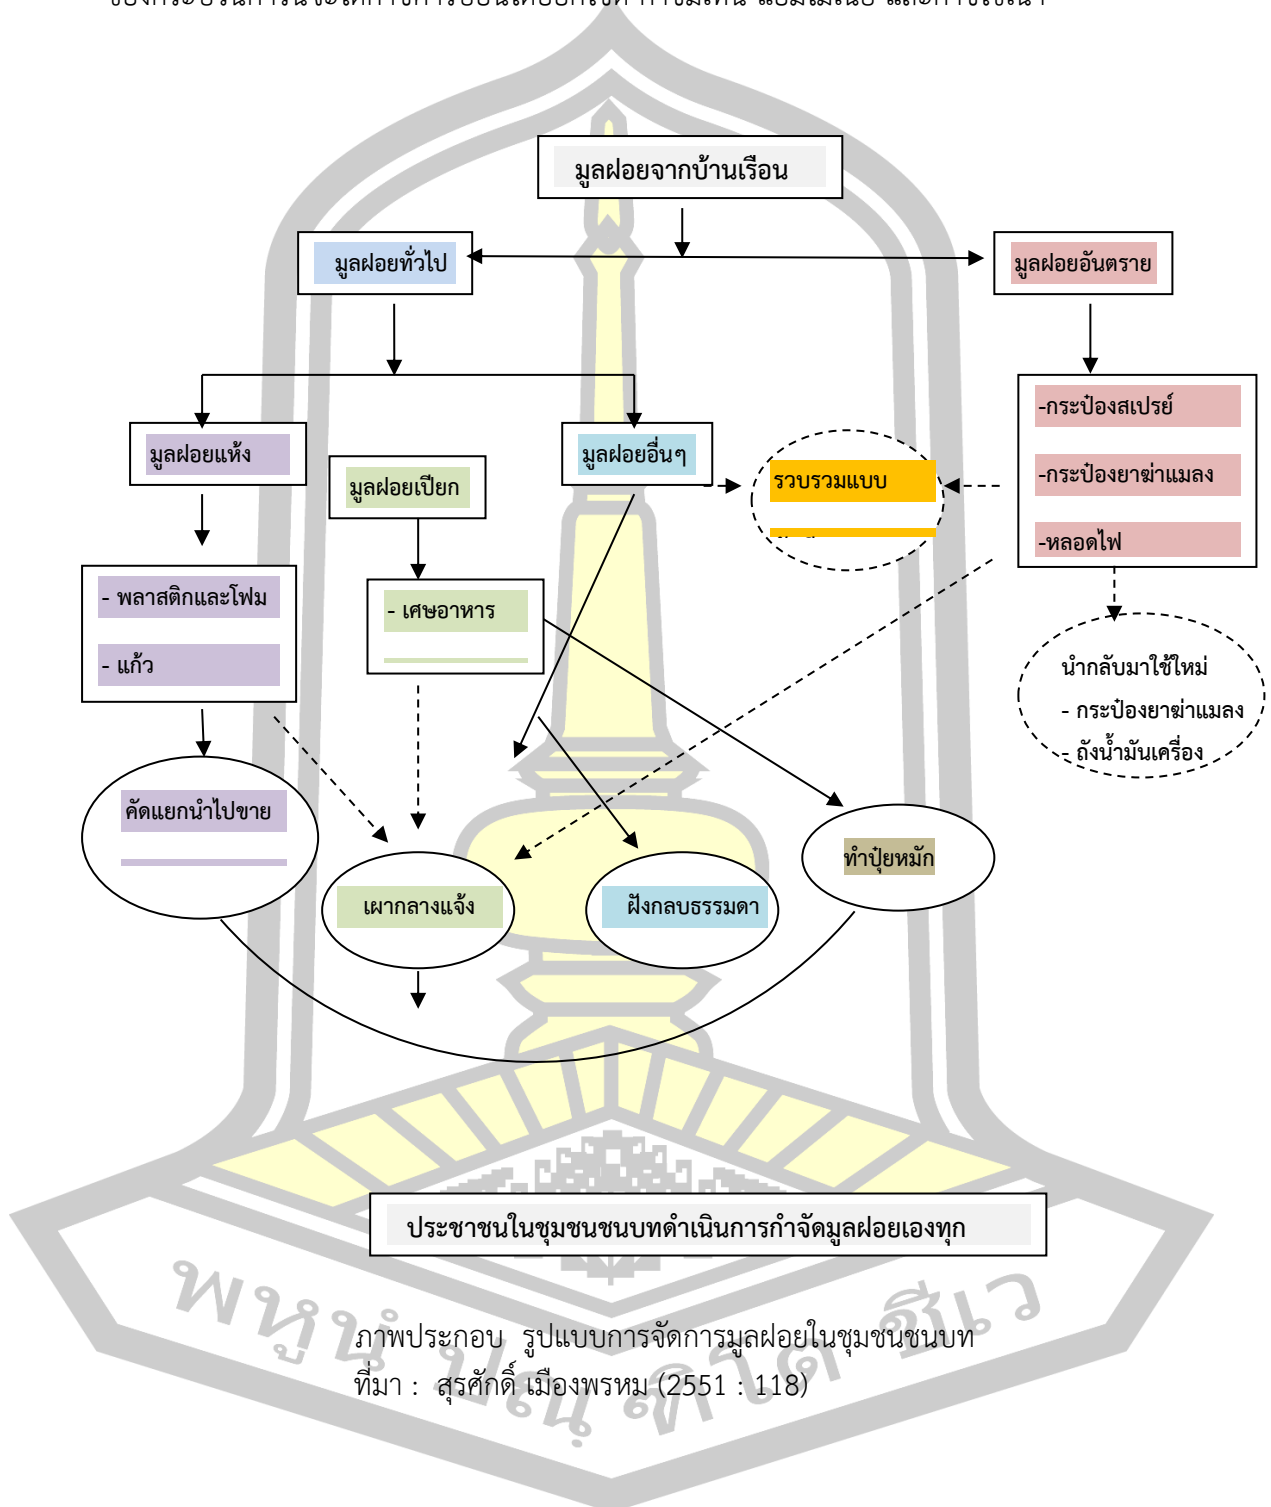 มูลฝอยจากบ้านเรือน
มูลฝอยทั่วไป
มูลฝอยอันตราย
-กระป๋องสเปรย์
-กระป๋องยาฆ่าแมลง
-หลอดไฟ
มูลฝอยแห้ง
มูลฝอยเปียก
มูลฝอยอื่นๆ
รวบรวมแบบ
- พลาสติกและโฟม
- แก้ว
- เศษอาหาร
นำกลับมาใช้ใหม่
- กระป๋องยาฆ่าแมลง
- ถังน้ำมันเครื่อง
คัดแยกนำไปขาย
เผากลางแจ้ง
ฝังกลบธรรมดา
ทำปุ๋ยหมัก
ประชาชนในชุมชนชนบทดำเนินการกำจัดมูลฝอยเองทุก
ภาพประกอบ รูปแบบการจัดการมูลฝอยในชุมชนชนบท
ที่มา : สุรศักดิ์ เมืองพรหม (2551 : 118)
พหูนํ ปณฺฑิโต ชีเว